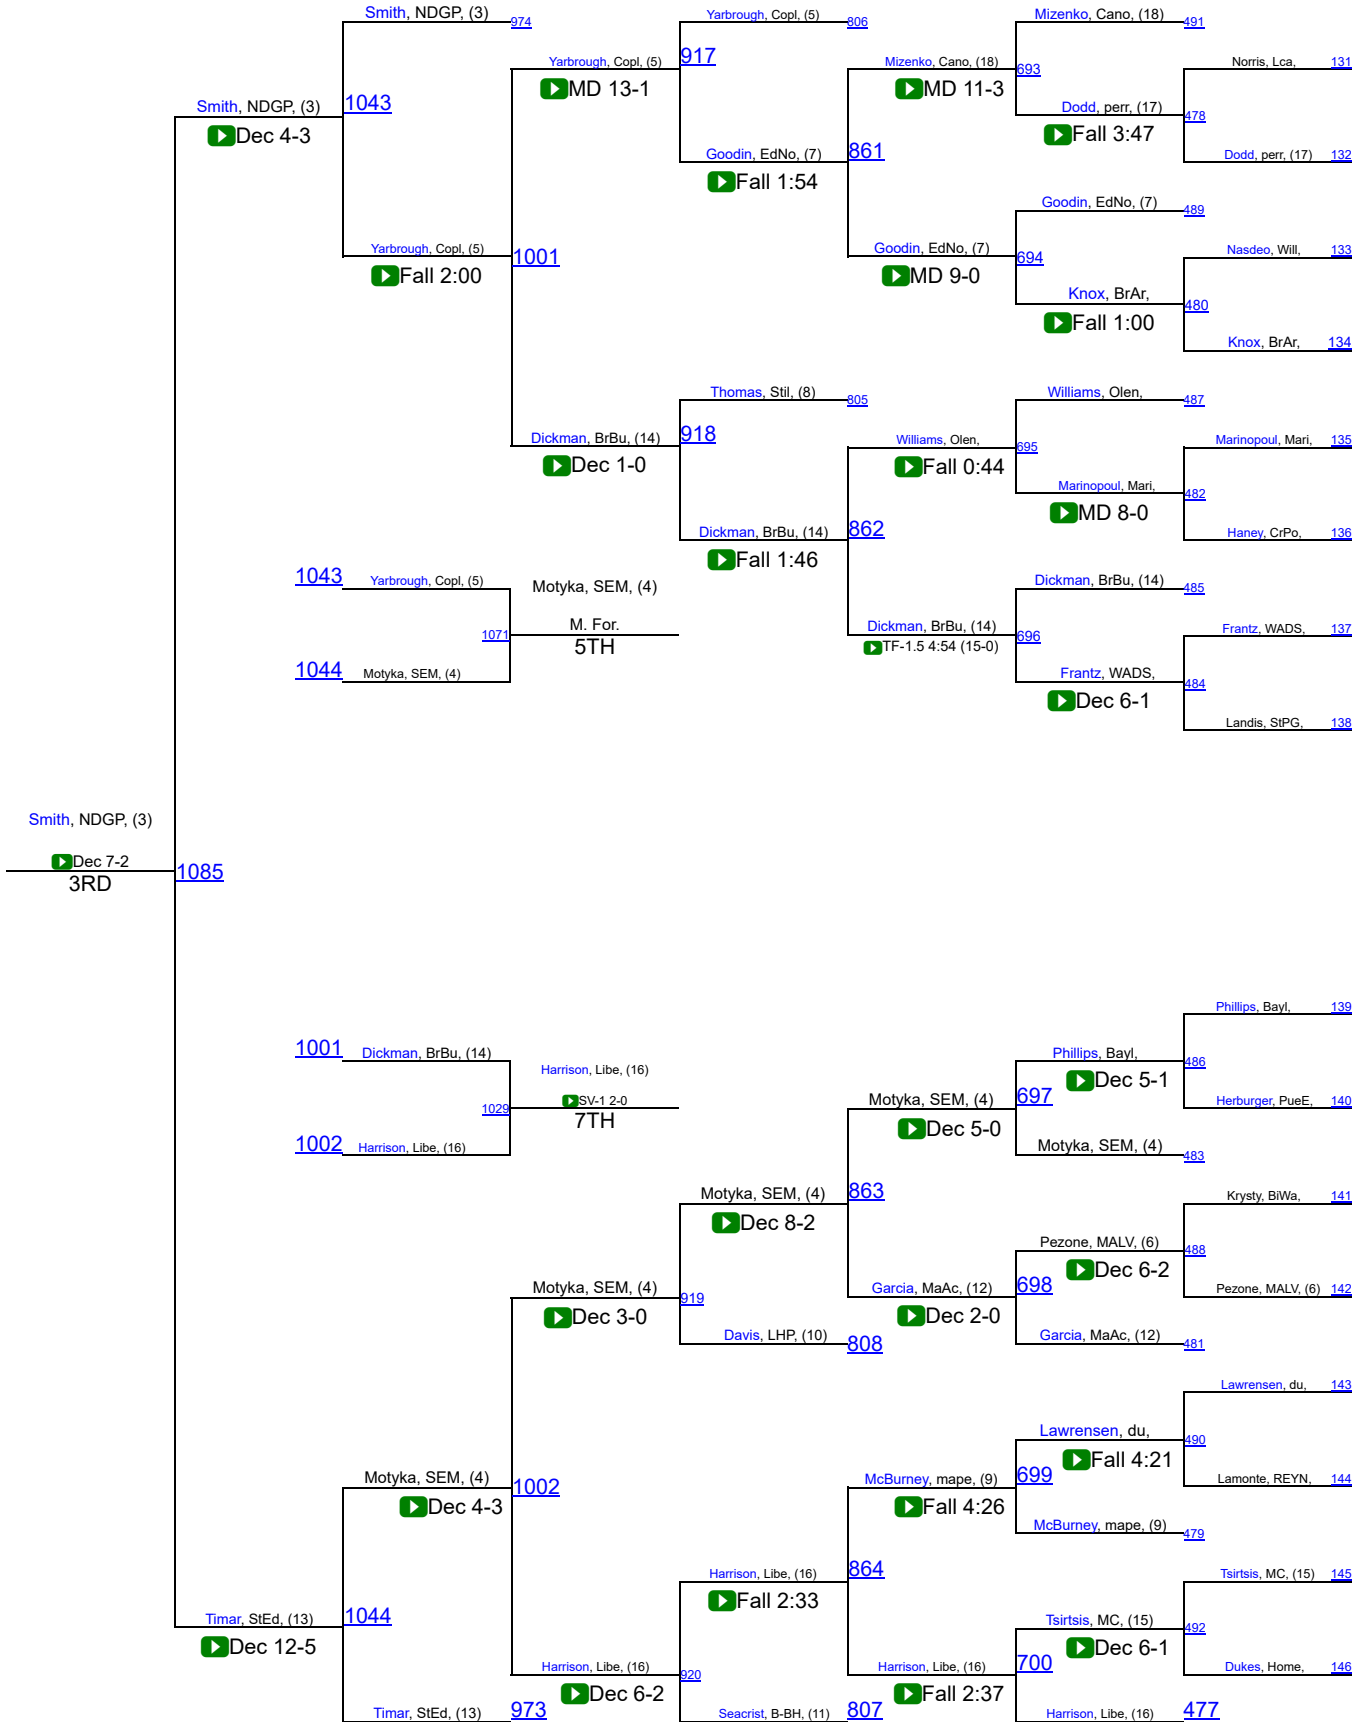 Smith, NDGP, (3)
974
Yarbrough, Copl, (5)
806
Mizenko, Cano, (18)
491
Yarbrough, Copl, (5)
917
MD 13-1
Mizenko, Cano, (18)
693
MD 11-3
Norris, Lca,
131
Smith, NDGP, (3)
1043
Dec 4-3
Dodd, perr, (17)
478
Fall 3:47
Goodin, EdNo, (7)
861
Fall 1:54
Dodd, perr, (17)
132
Goodin, EdNo, (7)
489
Yarbrough, Copl, (5)
1001
Fall 2:00
Goodin, EdNo, (7)
694
MD 9-0
Nasdeo, Will,
133
Knox, BrAr,
480
Fall 1:00
Knox, BrAr,
134
Thomas, Stil, (8)
805
Williams, Olen,
487
Dickman, BrBu, (14)
918
Dec 1-0
Williams, Olen,
695
Fall 0:44
Marinopoul, Mari,
135
Marinopoul, Mari,
482
MD 8-0
Dickman, BrBu, (14)
862
Fall 1:46
Haney, CrPo,
136
1043
Yarbrough, Copl, (5)
Motyka, SEM, (4)
Dickman, BrBu, (14)
485
1071
M. For.
5TH
Dickman, BrBu, (14)
696
TF-1.5 4:54 (15-0)
Frantz, WADS,
137
1044
Motyka, SEM, (4)
Frantz, WADS,
484
Dec 6-1
Landis, StPG,
138
Smith, NDGP, (3)
Dec 7-2
1085
3RD
Phillips, Bayl,
139
1001
Dickman, BrBu, (14)
Harrison, Libe, (16)
Phillips, Bayl,
486
Dec 5-1
1029
SV-1 2-0
7TH
Motyka, SEM, (4)
697
Dec 5-0
Herburger, PueE,
140
1002
Harrison, Libe, (16)
Motyka, SEM, (4)
483
Motyka, SEM, (4)
863
Dec 8-2
Krysty, BiWa,
141
Pezone, MALV, (6)
488
Dec 6-2
Motyka, SEM, (4)
919
Dec 3-0
Garcia, MaAc, (12)
698
Dec 2-0
Pezone, MALV, (6)
142
Davis, LHP, (10)
808
Garcia, MaAc, (12)
481
Lawrensen, du,
143
Lawrensen, du,
490
Fall 4:21
Motyka, SEM, (4)
1002
Dec 4-3
McBurney, mape, (9)
699
Fall 4:26
Lamonte, REYN,
144
McBurney, mape, (9)
479
Harrison, Libe, (16)
864
Fall 2:33
Tsirtsis, MC, (15)
145
Timar, StEd, (13)
1044
Dec 12-5
Tsirtsis, MC, (15)
492
Dec 6-1
Harrison, Libe, (16)
920
Dec 6-2
Harrison, Libe, (16)
700
Fall 2:37
Dukes, Home,
146
Timar, StEd, (13)
973
Seacrist, B-BH, (11)
807
Harrison, Libe, (16)
477